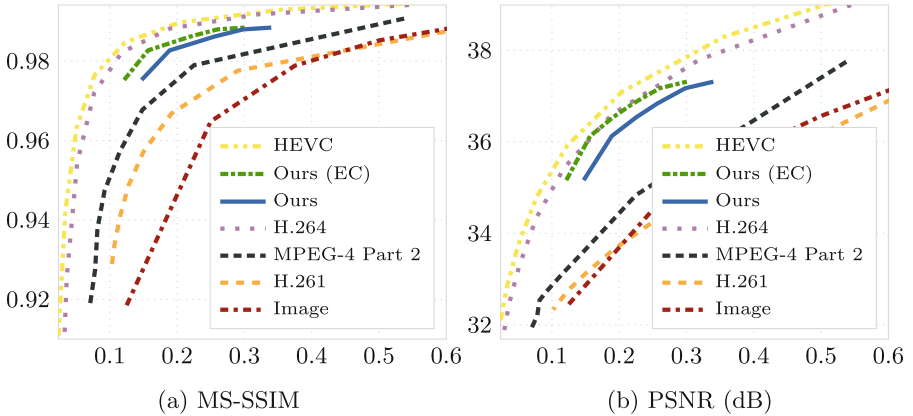 0.98
0.96
0.94
0.92
HEVC
Ours (EC)
Ours
H.264
MPEG-4 Part 2
H.261
Image
0.1 0.2 0.3 0.4 0.5 0.6
(a) MS-SSIM
38
36
34
32
HEVC
Ours (EC)
Ours
H.264
MPEG-4 Part 2
H.261
Image
0.1 0.2 0.3 0.4 0.5 0.6
(b) PSNR (dB)